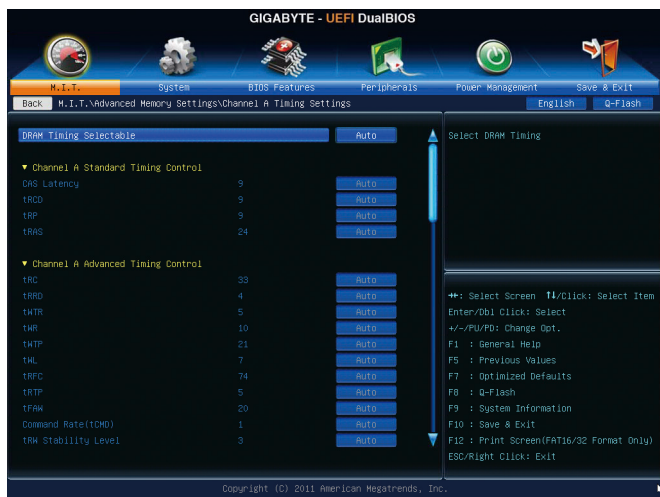 GIGABYTE - UEFI DualBIOS
M.I.T. System BIOS Features Peripherals Power Management Save & Exit
Back M.I.T.\Advanced Memory Settings\Channel A Timing Settings English Q-Flash
DRAM Timing Selectable Auto
Select DRAM Timing
▼ Channel A Standard Timing Control
CAS Latency 9 Auto
tRCD 9 Auto
tRP 9 Auto
tRAS 24 Auto
▼ Channel A Advanced Timing Control
tRC 33 Auto
tRRD 4 Auto
tWTR 5 Auto
tWR 10 Auto
tWTP 21 Auto
tWL 7 Auto
tRFC 74 Auto
tRTP 5 Auto
tFAW 20 Auto
Command Rate(tCMD) 1 Auto
tRW Stability Level 3 Auto
→←: Select Screen ↑↓/Click: Select Item
Enter/Dbl Click: Select
+/-/PU/PD: Change Opt.
F1 : General Help
F5 : Previous Values
F7 : Optimized Defaults
F8 : Q-Flash
F9 : System Information
F10 : Save & Exit
F12 : Print Screen(FAT16/32 Format Only)
ESC/Right Click: Exit
Copyright (C) 2011 American Megatrends, Inc.